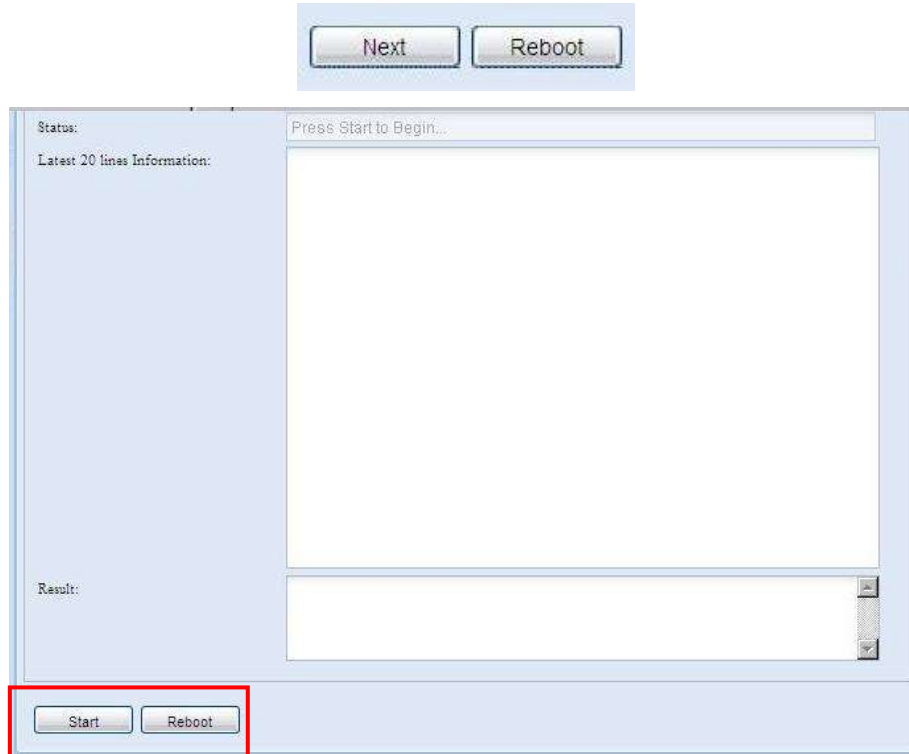 Next Reboot
Status: Press Start to Begin...
Latest 20 lines Information:
Result:
Start Reboot